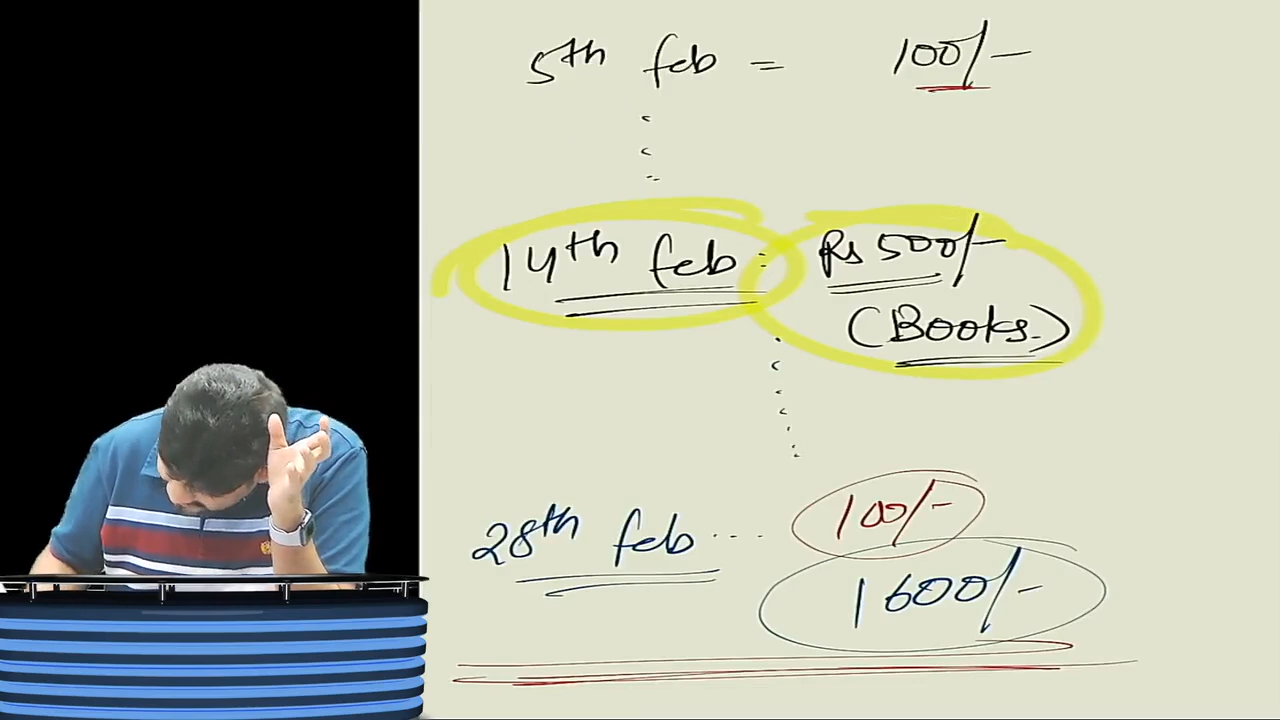 5th feb = 100/-
14th feb : Rs 500/-
(Books.)
28th feb ... 100/-
1600/-